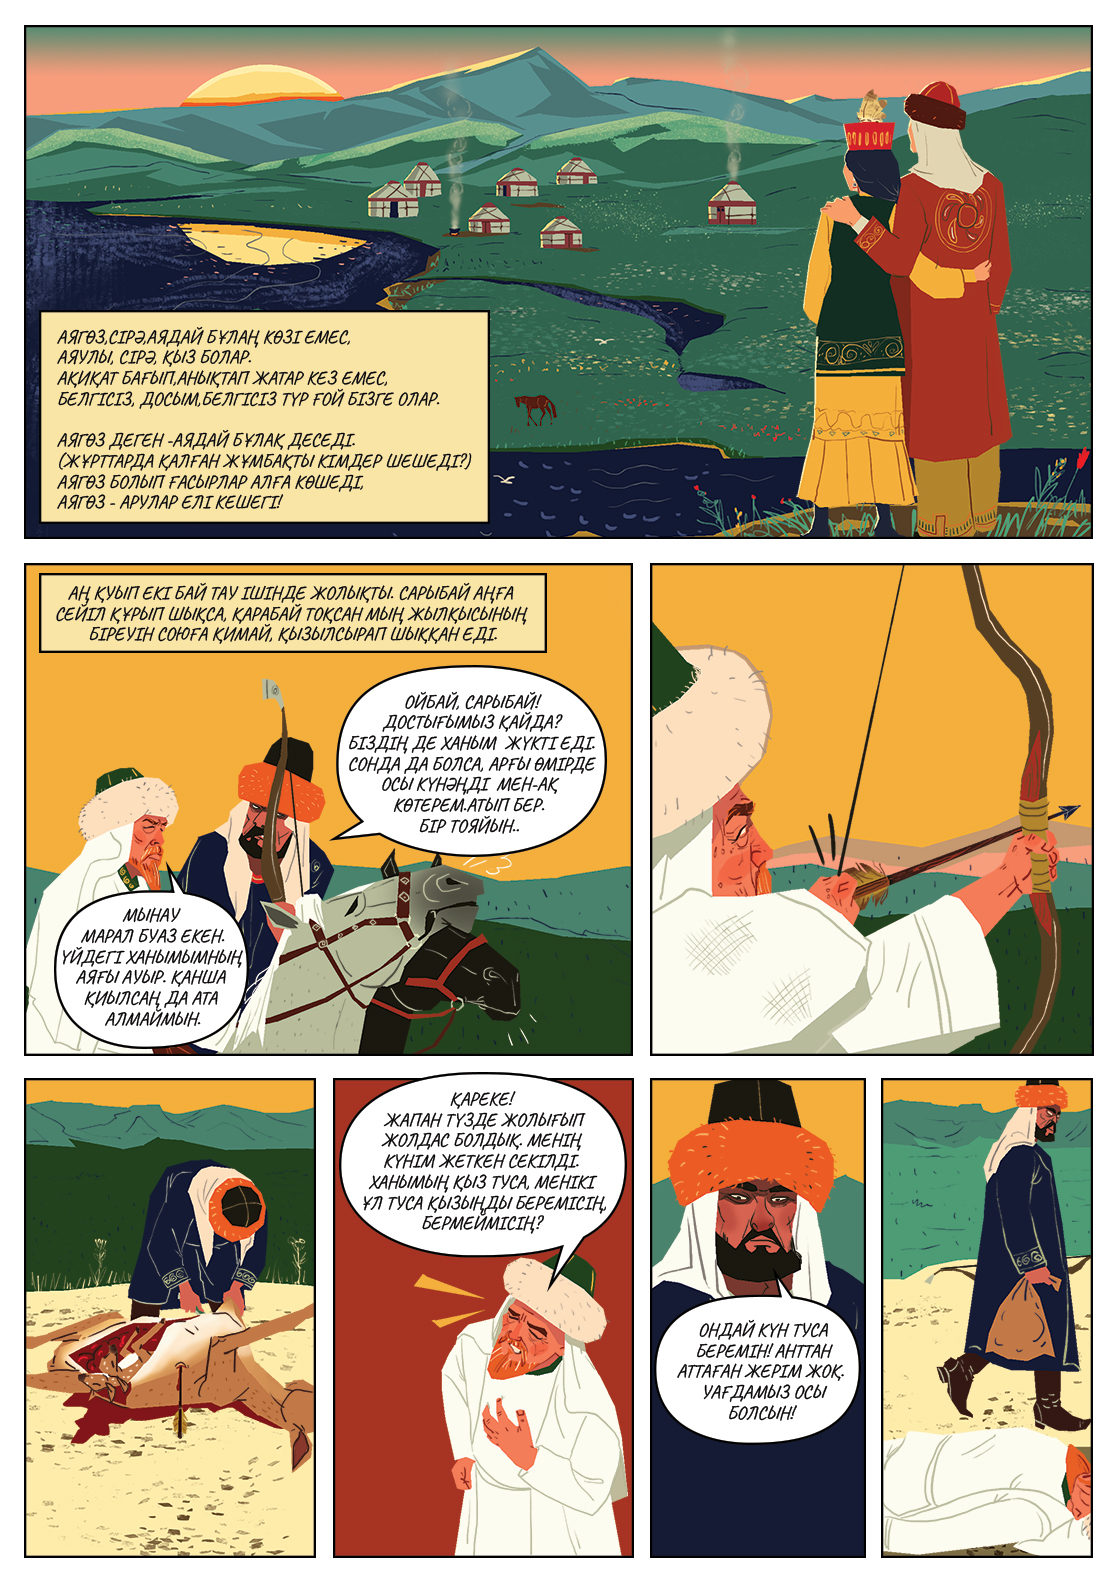 АЯГӨЗ,СІРӘ,АЯДАЙ БҰЛАҢ КӨЗІ ЕМЕС,
АЯУЛЫ, СІРӘ, ҚЫЗ БОЛАР.
АҚИҚАТ БАҒЫП,АНЫҚТАП ЖАТАР КЕЗ ЕМЕС,
БЕЛГІСІЗ, ДОСЫМ,БЕЛГІСІЗ ТҮР ҒОЙ БІЗГЕ ОЛАР.
АЯГӨЗ ДЕГЕН -АЯДАЙ БҰЛАҚ ДЕСЕДІ.
(ЖҰРТТАРДА ҚАЛҒАН ЖҰМБАҚТЫ КІМДЕР ШЕШЕДІ?)
АЯГӨЗ БОЛЫП ҒАСЫРЛАР АЛҒА КӨШЕДІ,
АЯГӨЗ - АРУЛАР ЕЛІ КЕШЕГІ!
АҢ ҚУЫП ЕКІ БАЙ ТАУ ІШІҢДЕ ЖОЛЫҚТЫ. САРЫБАЙ АҢҒА
СЕЙІЛ ҚҰРЫП ШЫҚСА, ҚАРАБАЙ ТОҚСАН МЫҢ ЖЫЛҚЫСЫНЫҢ
БІРЕУІН СОЮҒА ҚИМАЙ, ҚЫЗЫЛСЫРАП ШЫҚҚАН ЕДІ.
ОЙБАЙ, САРЫБАЙ!
ДОСТЫҒЫМЫЗ ҚАЙДА?
БІЗДІҢ ДЕ ХАНЫМ ЖҮКТІ ЕДІ.
СОНДА ДА БОЛСА, АРҒЫ ӨМІРДЕ
ОСЫ КҮНӘҢДІ МЕН-АҚ
КӨТЕРЕМ.АТЫП БЕР.
БІР ТОЯЙЫН..
МЫНАУ
МАРАЛ БУАЗ ЕКЕН.
ҮЙДЕГІ ХАНЫМЫМНЫҢ
АЯҒЫ АУЫР. ҚАНША
ҚИЫЛСАҢ ДА АТА
АЛМАЙМЫН.
ҚАРЕКЕ!
ЖАПАН ТҮЗДЕ ЖОЛЫҒЫП
ЖОЛДАС БОЛДЫҚ. МЕНІҢ
КҮНІМ ЖЕТКЕН СЕКІЛДІ.
ХАНЫМЫҢ ҚЫЗ ТУСА, МЕНІКІ
ҰЛ ТУСА ҚЫЗЫҢДЫ БЕРЕМІСІҢ,
БЕРМЕЙМІСІҢ?
ОНДАЙ КҮН ТУСА
БЕРЕМІН! АНТТАН
АТТАҒАН ЖЕРІМ ЖОҚ.
УАҒДАМЫЗ ОСЫ
БОЛСЫН!